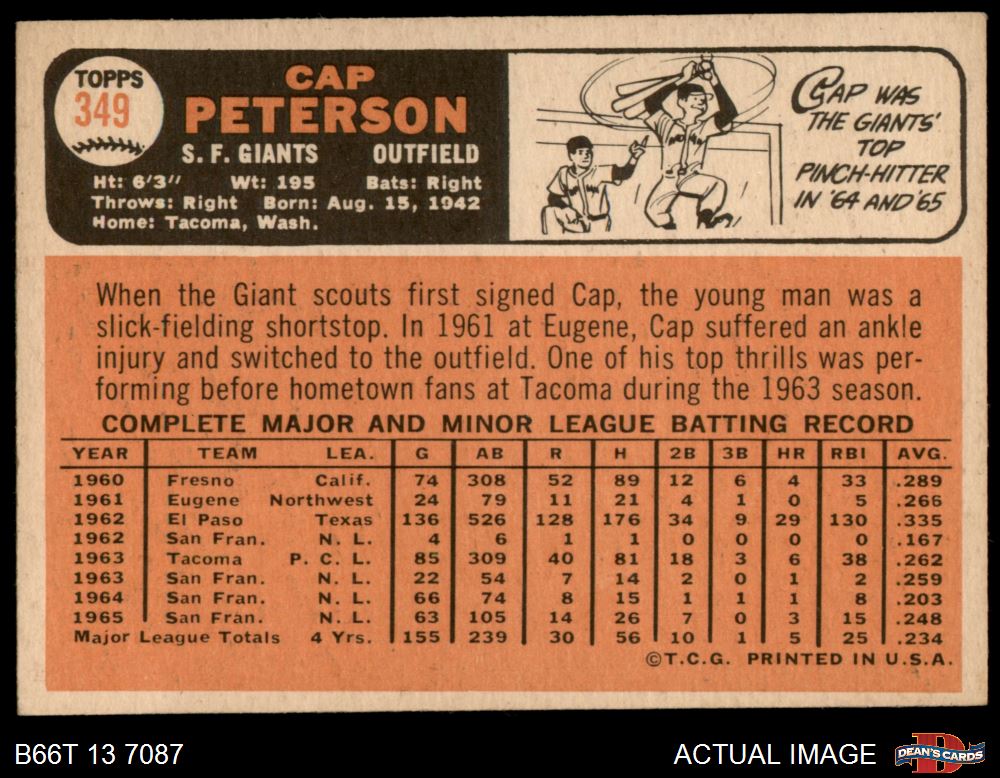 TOPPS
349
CAP
PETERSON
S. F. GIANTS OUTFIELD
Ht: 6'3" Wt: 195 Bats: Right
Throws: Right Born: Aug. 15, 1942
Home: Tacoma, Wash.
CAP WAS
THE GIANTS'
TOP
PINCH-HITTER
IN '64 AND '65
When the Giant scouts first signed Cap, the young man was a
slick-fielding shortstop. In 1961 at Eugene, Cap suffered an ankle
injury and switched to the outfield. One of his top thrills was per-
forming before hometown fans at Tacoma during the 1963 season.
COMPLETE MAJOR AND MINOR LEAGUE BATTING RECORD
YEAR TEAM LEA. G AB R H 2B 3B HR RBI AVG.
1960 Fresno Calif. 74 308 52 89 12 6 4 33 .289
1961 Eugene Northwest 24 79 11 21 4 1 0 5 .266
1962 El Paso Texas 136 526 128 176 34 9 29 130 .335
1962 San Fran. N. L. 4 6 1 1 0 0 0 0 .167
1963 Tacoma P. C. L. 85 309 40 81 18 3 6 38 .262
1963 San Fran. N. L. 22 54 7 14 2 0 1 2 .259
1964 San Fran. N. L. 66 74 8 15 1 1 1 8 .203
1965 San Fran. N. L. 63 105 14 26 7 0 3 15 .248
Major League Totals 4 Yrs. 155 239 30 56 10 1 5 25 .234
©T.C.G. PRINTED IN U.S.A.
B66T 13 7087 ACTUAL IMAGE DEAN'S CARDS